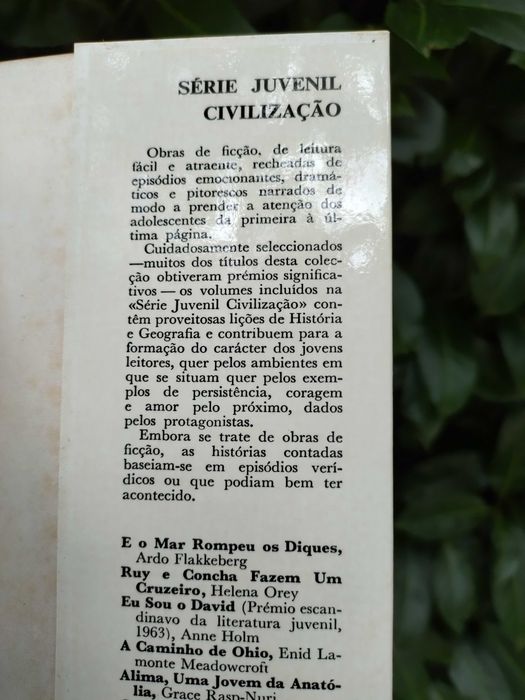 SÉRIE JUVENIL
CIVILIZAÇÃO
Obras de ficção, de leitura
fácil e atraente, recheadas de
episódios emocionantes, dramá-
ticos e pitorescos narrados de
modo a prender a atenção dos
adolescentes da primeira à úl-
tima página.
Cuidadosamente seleccionados
—muitos dos títulos desta colec-
ção obtiveram prémios significa-
tivos — os volumes incluídos na
«Série Juvenil Civilização» con-
têm proveitosas lições de História
e Geografia e contribuem para a
formação do carácter dos jovens
leitores, quer pelos ambientes em
que se situam quer pelos exem-
plos de persistência, coragem
e amor pelo próximo, dados
pelos protagonistas.
Embora se trate de obras de
ficção, as histórias contadas
baseiam-se em episódios verí-
dicos ou que podiam bem ter
acontecido.
E o Mar Rompeu os Diques,
Ardo Flakkeberg
Ruy e Concha Fazem Um
Cruzeiro, Helena Orey
Eu Sou o David (Prémio escan-
dinavo da literatura juvenil,
1963), Anne Holm
A Caminho de Ohio, Enid La-
monte Meadowcroft
Alima, Uma Jovem da Anató-
lia, Grace Rasp-Nuri